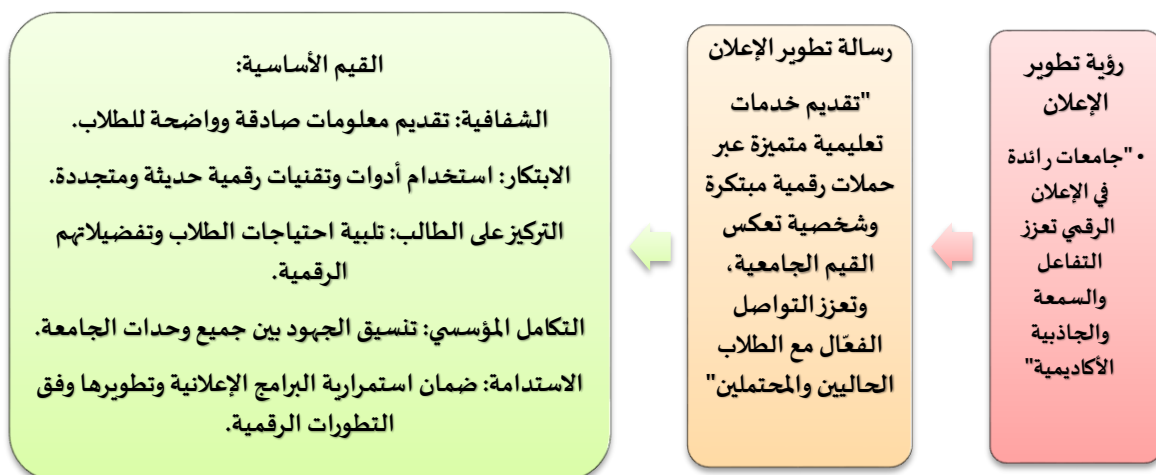 رؤية تطوير
الإعلان
• "جامعات رائدة
في الإعلان
الرقمي تعزز
التفاعل
والسمعة
والجاذبية
الأكاديمية"
رسالة تطوير الإعلان
"تقديم خدمات
تعليمية متميزة عبر
حملات رقمية مبتكرة
وشخصية تعكس
القيم الجامعية،
وتعزز التواصل
الفعّال مع الطلاب
الحاليين والمحتملين"
القيم الأساسية:
الشفافية: تقديم معلومات صادقة وواضحة للطلاب.
الابتكار: استخدام أدوات وتقنيات رقمية حديثة ومتجددة.
التركيز على الطالب: تلبية احتياجات الطلاب وتفضيلاتهم
الرقمية.
التكامل المؤسسي: تنسيق الجهود بين جميع وحدات الجامعة.
الاستدامة: ضمان استمرارية البرامج الإعلانية وتطويرها وفق
التطورات الرقمية.